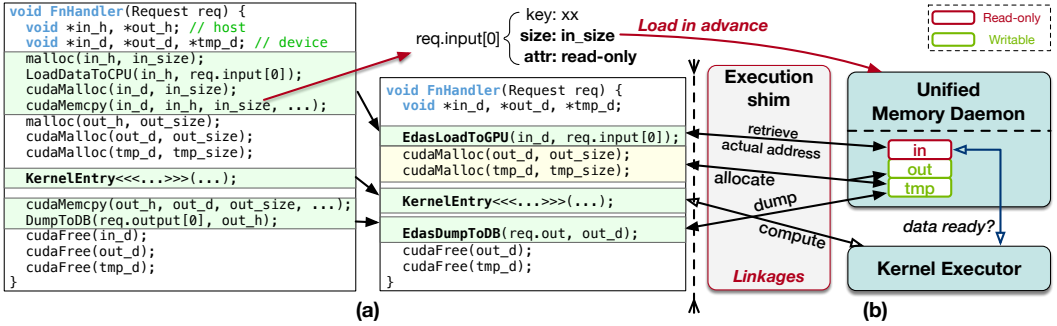 void FnHandler(Request req) {
void *in_h, *out_h; // host
void *in_d, *out_d, *tmp_d; // device
malloc(in_h, in_size);
LoadDataToCPU(in_h, req.input[0]);
cudaMalloc(in_d, in_size);
cudaMemcpy(in_d, in_h, in_size, ...);
malloc(out_h, out_size);
cudaMalloc(out_d, out_size);
cudaMalloc(tmp_d, tmp_size);
KernelEntry<<<...>>>(...);
cudaMemcpy(out_h, out_d, out_size, ...);
DumpToDB(req.output[0], out_h);
cudaFree(in_d);
cudaFree(out_d);
cudaFree(tmp_d);
}
req.input[0]
key: xx
size: in_size
attr: read-only
Load in advance
void FnHandler(Request req) {
void *in_d, *out_d, *tmp_d;
EdasLoadToGPU(in_d, req.input[0]);
cudaMalloc(out_d, out_size);
cudaMalloc(tmp_d, tmp_size);
KernelEntry<<<...>>>(...);
EdasDumpToDB(req.out, out_d);
cudaFree(out_d);
cudaFree(tmp_d);
}
(a)
Execution
shim
retrieve
actual address
allocate
dump
compute
Linkages
Read-only
Writable
Unified
Memory Daemon
in
out
tmp
data ready?
Kernel Executor
(b)